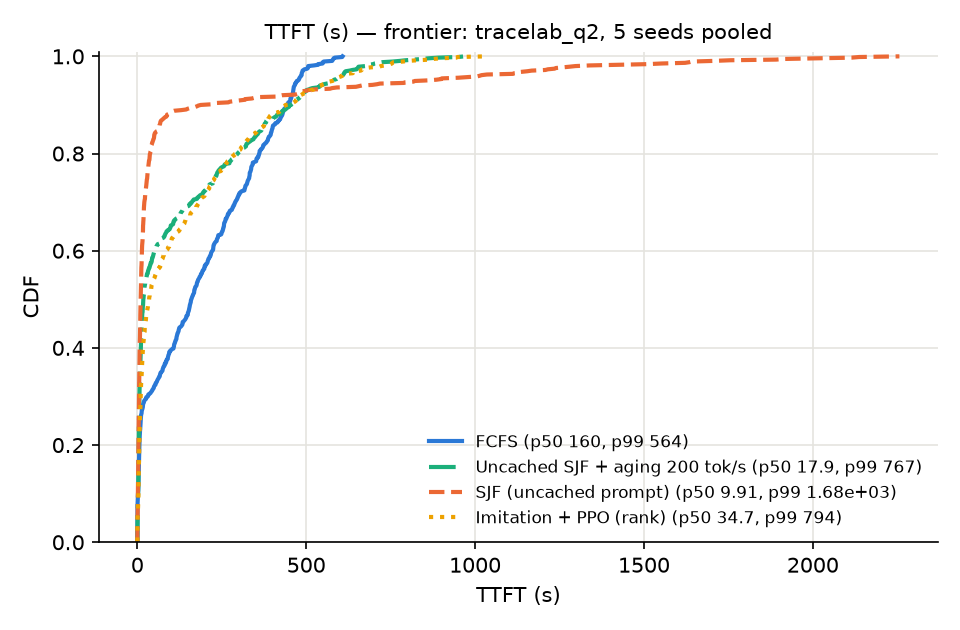 TTFT (s) — frontier: tracelab_q2, 5 seeds pooled
1.0
0.8
0.6
0.4
0.2
0.0
CDF
FCFS (p50 160, p99 564)
Uncached SJF + aging 200 tok/s (p50 17.9, p99 767)
SJF (uncached prompt) (p50 9.91, p99 1.68e+03)
Imitation + PPO (rank) (p50 34.7, p99 794)
0 500 1000 1500 2000
TTFT (s)